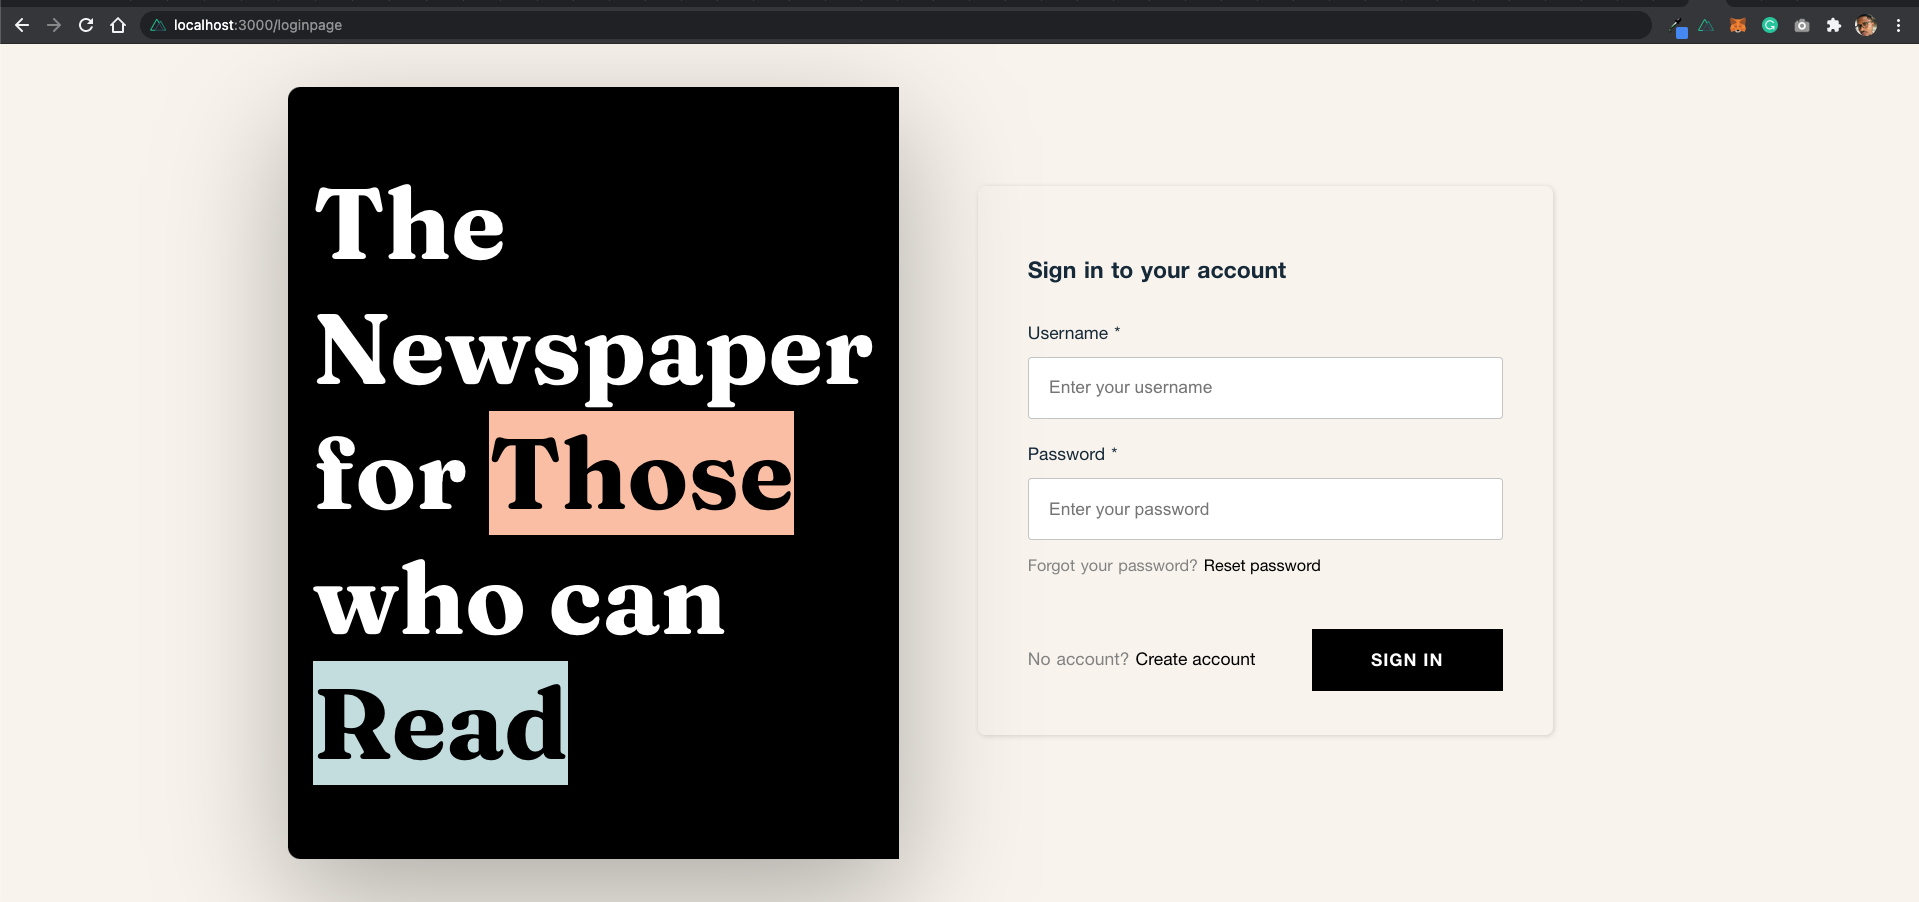 localhost:3000/loginpage
The
Newspaper
for Those
who can
Read
Sign in to your account
Username *
Enter your username
Password *
Enter your password
Forgot your password? Reset password
No account? Create account
SIGN IN